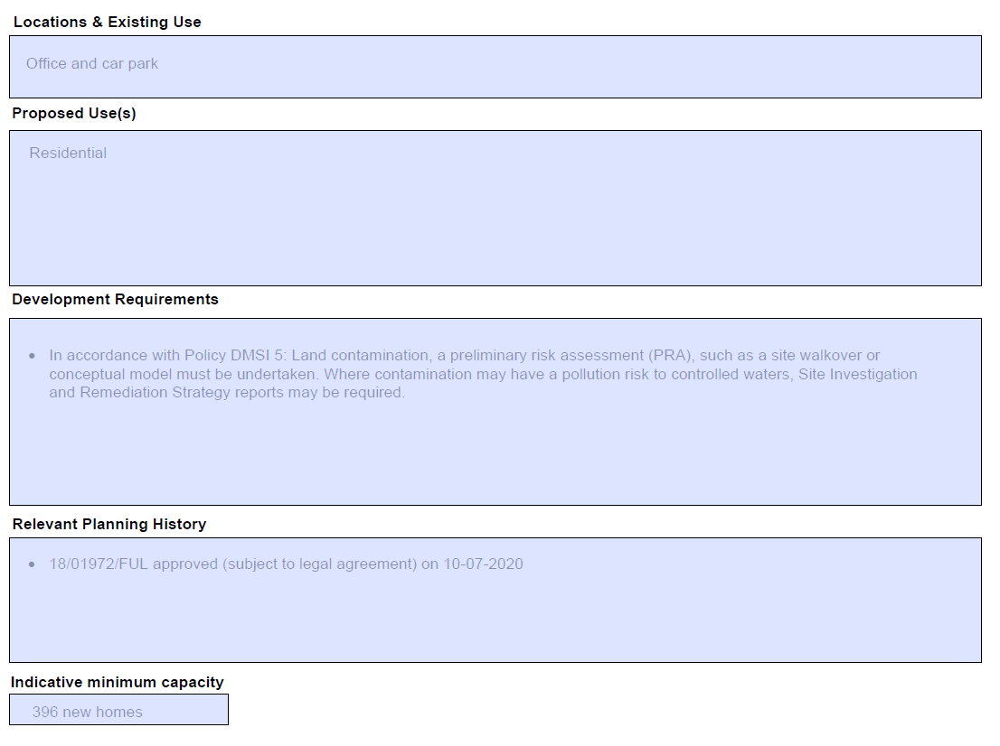 Locations & Existing Use
Office and car park
Proposed Use(s)
Residential
Development Requirements
• In accordance with Policy DMSI 5: Land contamination, a preliminary risk assessment (PRA), such as a site walkover or
conceptual model must be undertaken. Where contamination may have a pollution risk to controlled waters, Site Investigation
and Remediation Strategy reports may be required.
Relevant Planning History
• 18/01972/FUL approved (subject to legal agreement) on 10-07-2020
Indicative minimum capacity
396 new homes